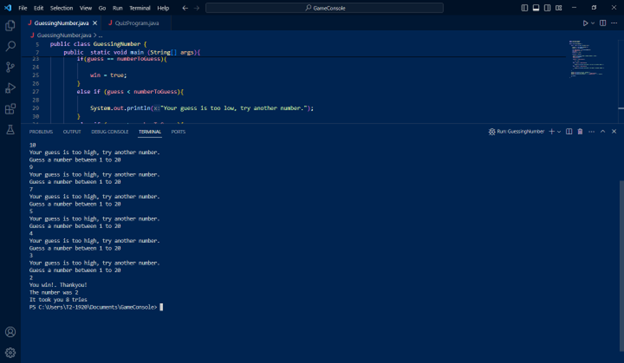 File Edit Selection View Go Run Terminal Help
GameConsole
GuessingNumber.java
QuizProgram.java
GuessingNumber.java > ...
5 public class GuessingNumber {
7 public static void main (String[] args){
23 if(guess == numberToGuess){
25 win = true;
26 }
27 else if (guess < numberToGuess){
29 System.out.println("Your guess is too low, try another number.");
30 }
PROBLEMS OUTPUT DEBUG CONSOLE TERMINAL PORTS
Run: GuessingNumber
10
Your guess is too high, try another number.
Guess a number between 1 to 20
9
Your guess is too high, try another number.
Guess a number between 1 to 20
7
Your guess is too high, try another number.
Guess a number between 1 to 20
5
Your guess is too high, try another number.
Guess a number between 1 to 20
4
Your guess is too high, try another number.
Guess a number between 1 to 20
3
Your guess is too high, try another number.
Guess a number between 1 to 20
2
You win!. Thankyou!
The number was 2
It took you 8 tries
PS C:\Users\T2-1920\Documents\GameConsole>